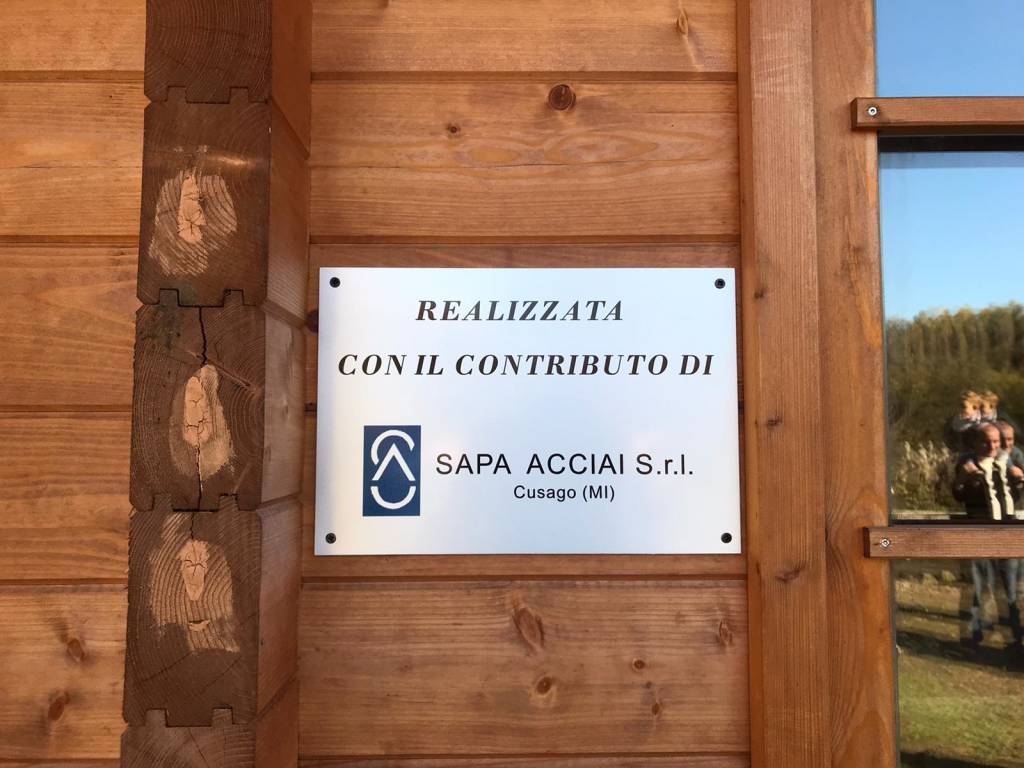 REALIZZATA
CON IL CONTRIBUTO DI
SAPA ACCIAI S.r.l.
Cusago (MI)